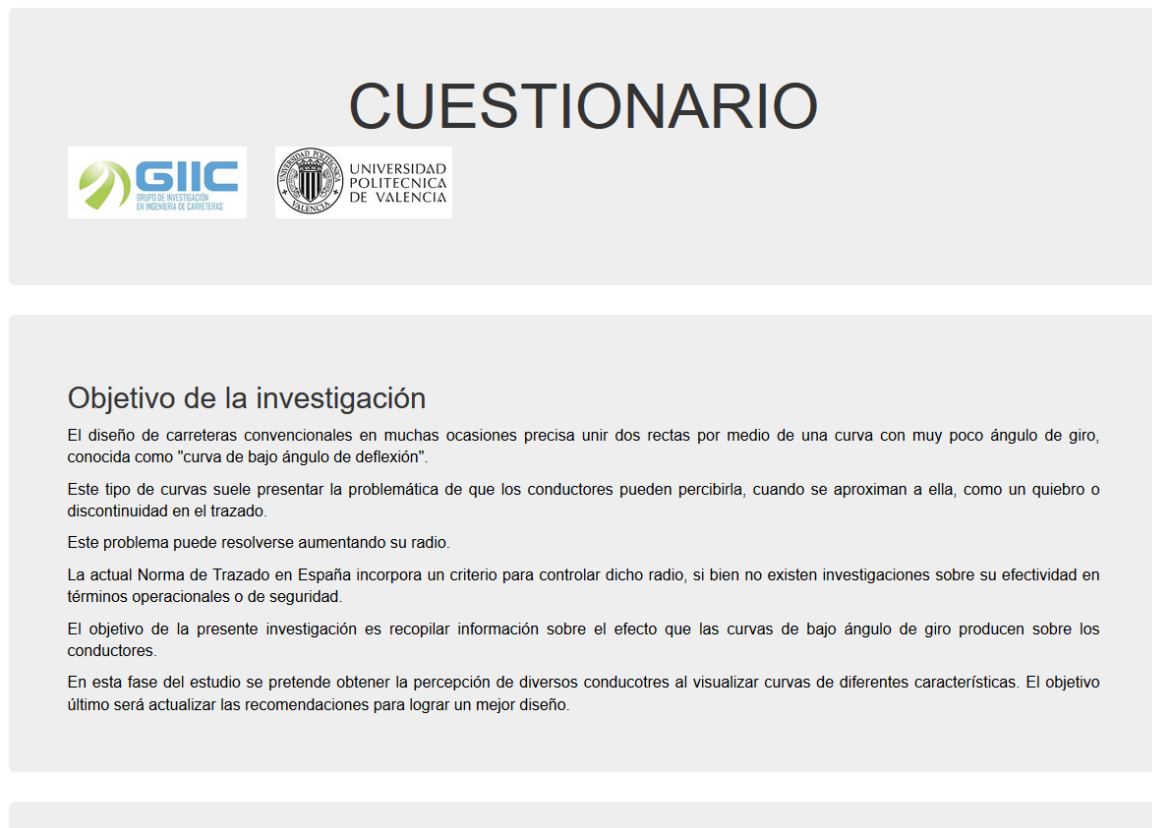 CUESTIONARIO
GIIC
GRUPO DE INVESTIGACIÓN
EN INGENIERÍA DE CARRETERAS
UNIVERSIDAD POLITECNICA
VALENCIA
UNIVERSIDAD
POLITECNICA
DE VALENCIA
Objetivo de la investigación
El diseño de carreteras convencionales en muchas ocasiones precisa unir dos rectas por medio de una curva con muy poco ángulo de giro,
conocida como "curva de bajo ángulo de deflexión".
Este tipo de curvas suele presentar la problemática de que los conductores pueden percibirla, cuando se aproximan a ella, como un quiebro o
discontinuidad en el trazado.
Este problema puede resolverse aumentando su radio.
La actual Norma de Trazado en España incorpora un criterio para controlar dicho radio, si bien no existen investigaciones sobre su efectividad en
términos operacionales o de seguridad.
El objetivo de la presente investigación es recopilar información sobre el efecto que las curvas de bajo ángulo de giro producen sobre los
conductores.
En esta fase del estudio se pretende obtener la percepción de diversos conducotres al visualizar curvas de diferentes características. El objetivo
último será actualizar las recomendaciones para lograr un mejor diseño.